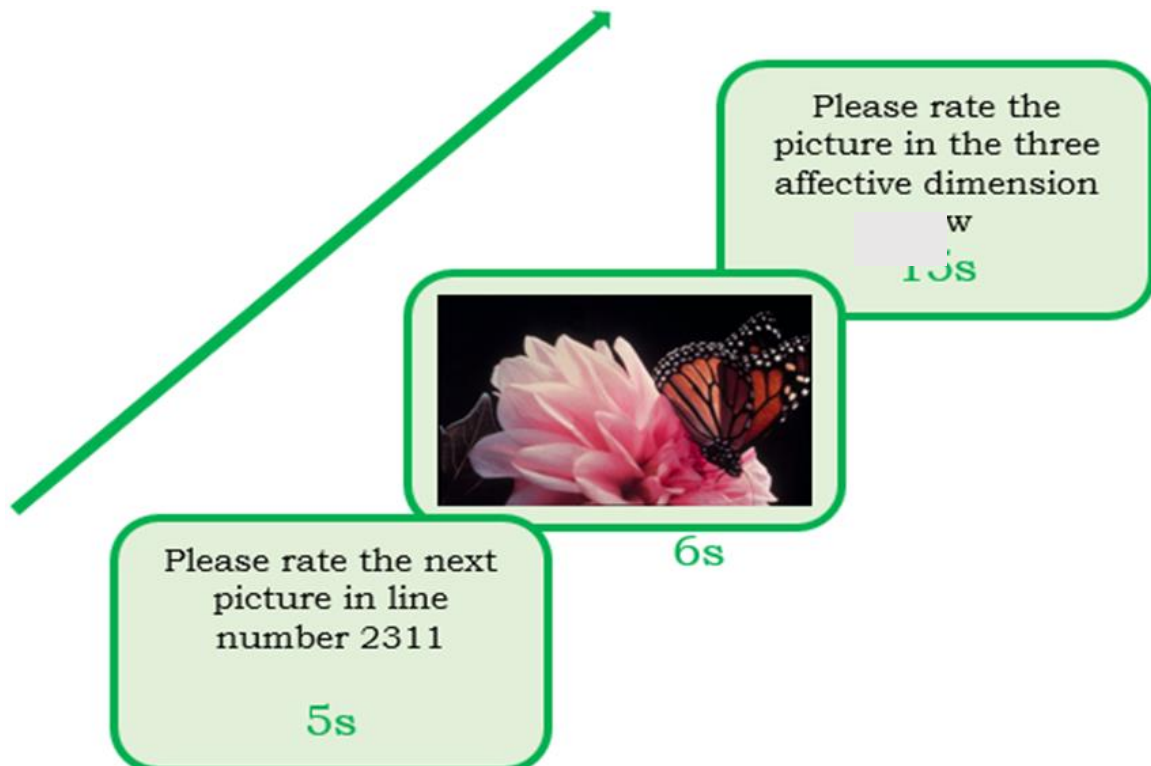 Please rate the
picture in the three
affective dimension
6s
Please rate the next
picture in line
number 2311
5s